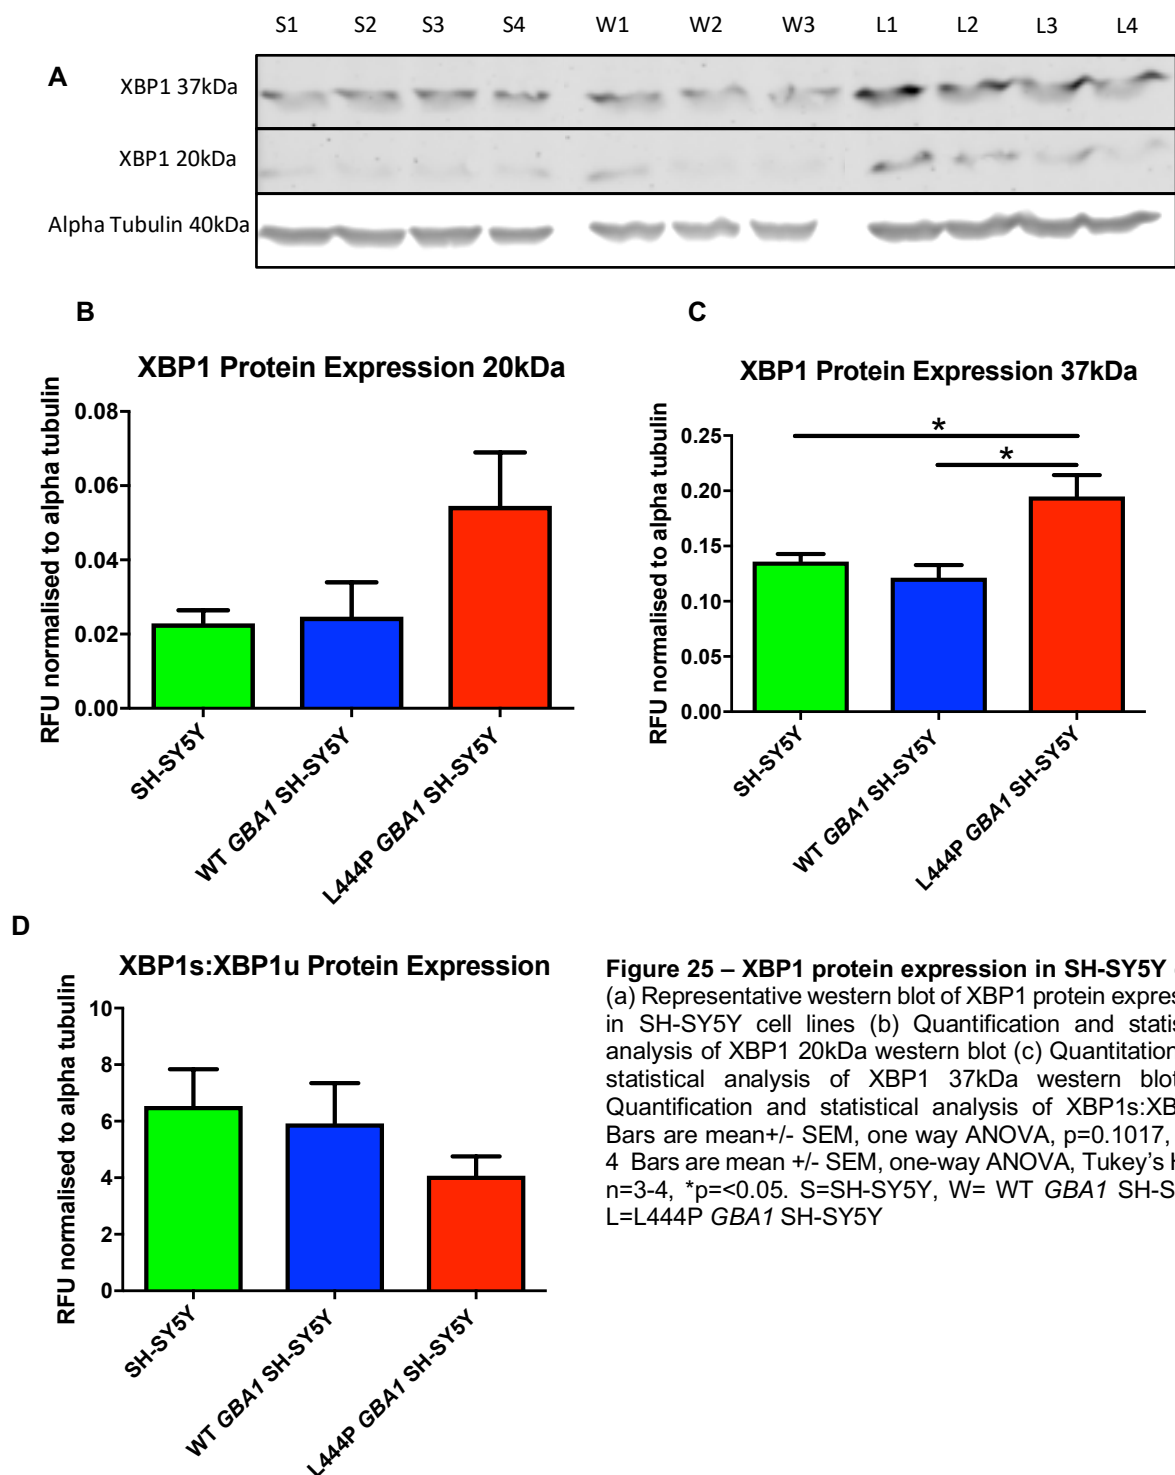 S1 S2 S3 S4 W1 W2 W3 L1 L2 L3 L4
A
XBP1 37kDa
XBP1 20kDa
Alpha Tubulin 40kDa
B
XBP1 Protein Expression 20kDa
RFU normalised to alpha tubulin
0.08
0.06
0.04
0.02
0.00
SH-SY5Y
WT GBA1 SH-SY5Y
L444P GBA1 SH-SY5Y
C
XBP1 Protein Expression 37kDa
RFU normalised to alpha tubulin
0.25
0.20
0.15
0.10
0.05
0.00
*
*
SH-SY5Y
WT GBA1 SH-SY5Y
L444P GBA1 SH-SY5Y
D
XBP1s:XBP1u Protein Expression
RFU normalised to alpha tubulin
10
8
6
4
2
0
SH-SY5Y
WT GBA1 SH-SY5Y
L444P GBA1 SH-SY5Y
Figure 25 – XBP1 protein expression in SH-SY5Y
(a) Representative western blot of XBP1 protein
in SH-SY5Y cell lines (b) Quantification and
analysis of XBP1 20kDa western blot (c) Quantitation
statistical analysis of XBP1 37kDa western blot
Quantification and statistical analysis of
Bars are mean+/- SEM, one way ANOVA, p=0.1017,
4 Bars are mean +/- SEM, one-way ANOVA, Tukey's
n=3-4, *p=<0.05. S=SH-SY5Y, W= WT GBA1
L=L444P GBA1 SH-SY5Y